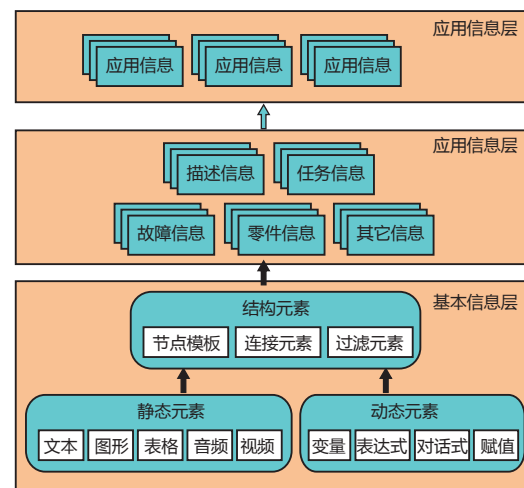 应用信息层
应用信息 应用信息 应用信息
应用信息层
描述信息 任务信息
故障信息 零件信息 其它信息
基本信息层
结构元素
节点模板 连接元素 过滤元素
静态元素 动态元素
文本 图形 表格 音频 视频 变量 表达式 对话式 赋值